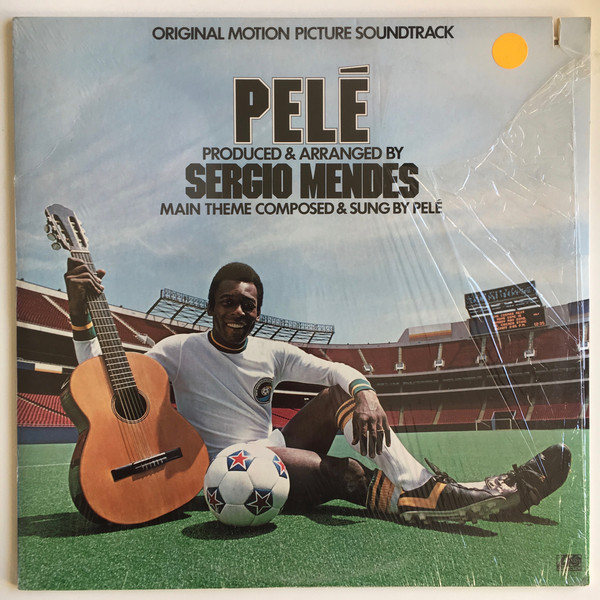 ORIGINAL MOTION PICTURE SOUNDTRACK
PELÉ
PRODUCED & ARRANGED BY
SERGIO MENDES
MAIN THEME COMPOSED & SUNG BY PELÉ